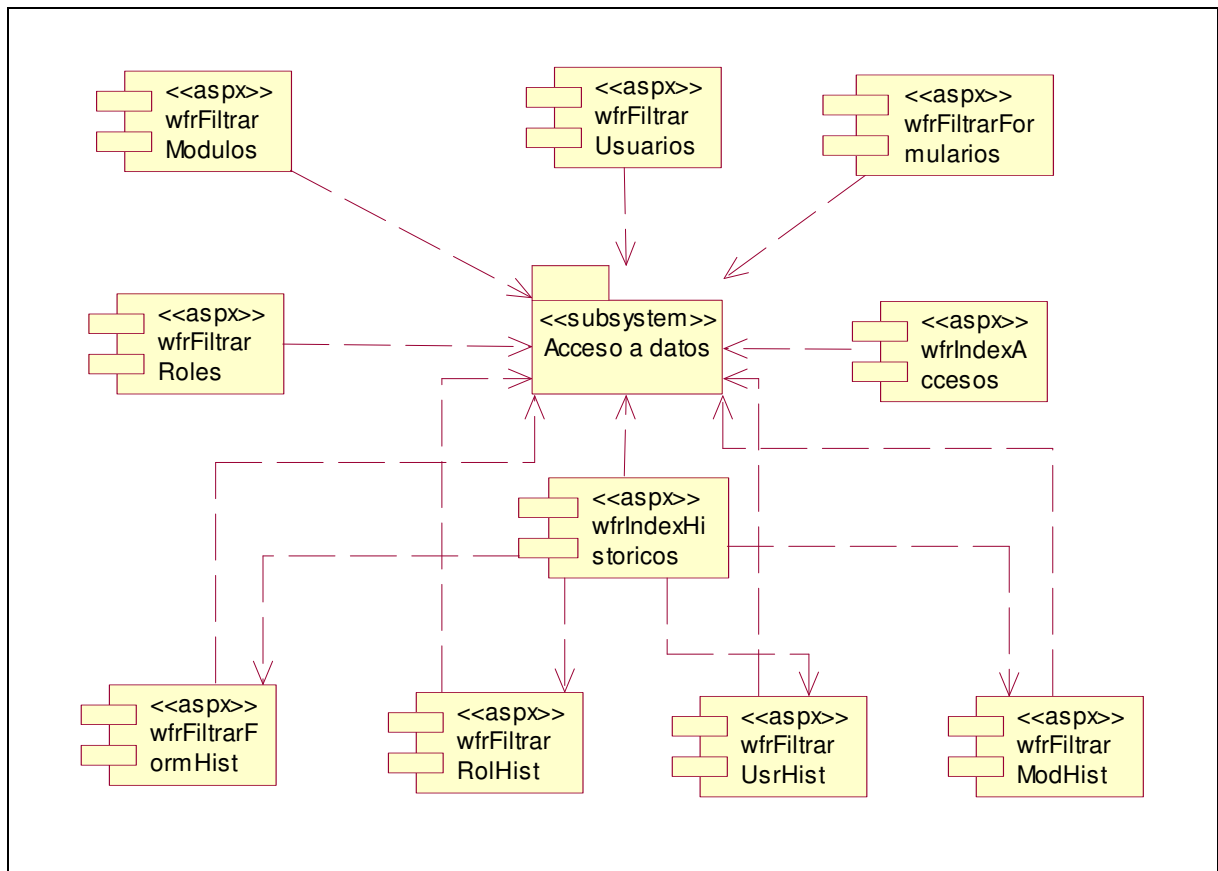 <<aspx>>
wfrFiltrar
Modulos
<<aspx>>
wfrFiltrar
Usuarios
<<aspx>>
wfrFiltrarFor
mularios
<<aspx>>
wfrFiltrar
Roles
<<subsystem>>
Acceso a datos
<<aspx>>
wfrIndexA
ccesos
<<aspx>>
wfrIndexHi
storicos
<<aspx>>
wfrFiltrarF
ormHist
<<aspx>>
wfrFiltrar
RolHist
<<aspx>>
wfrFiltrar
UsrHist
<<aspx>>
wfrFiltrar
ModHist